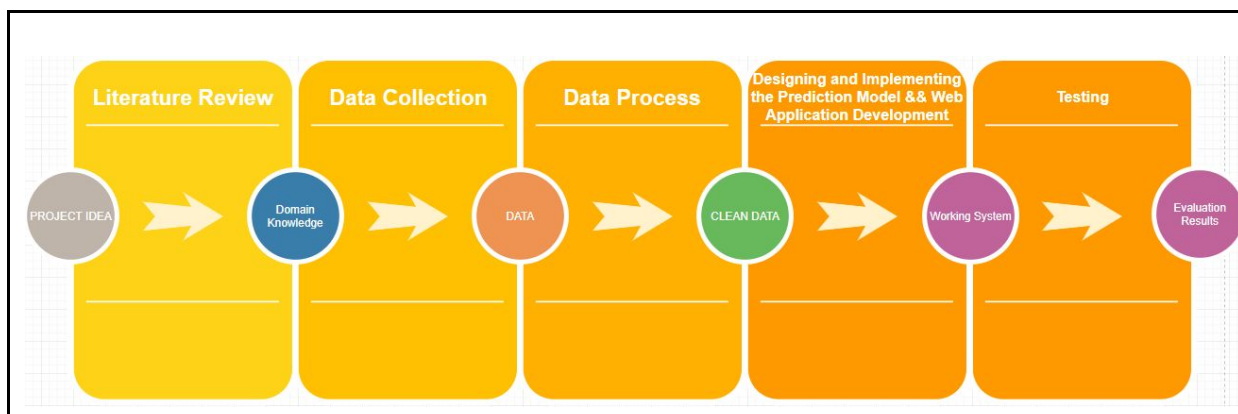 Literature Review
Data Collection
Data Process
Designing and Implementing
the Prediction Model && Web
Application Development
Testing
PROJECT IDEA
Domain
Knowledge
DATA
CLEAN DATA
Working System
Evaluation
Results